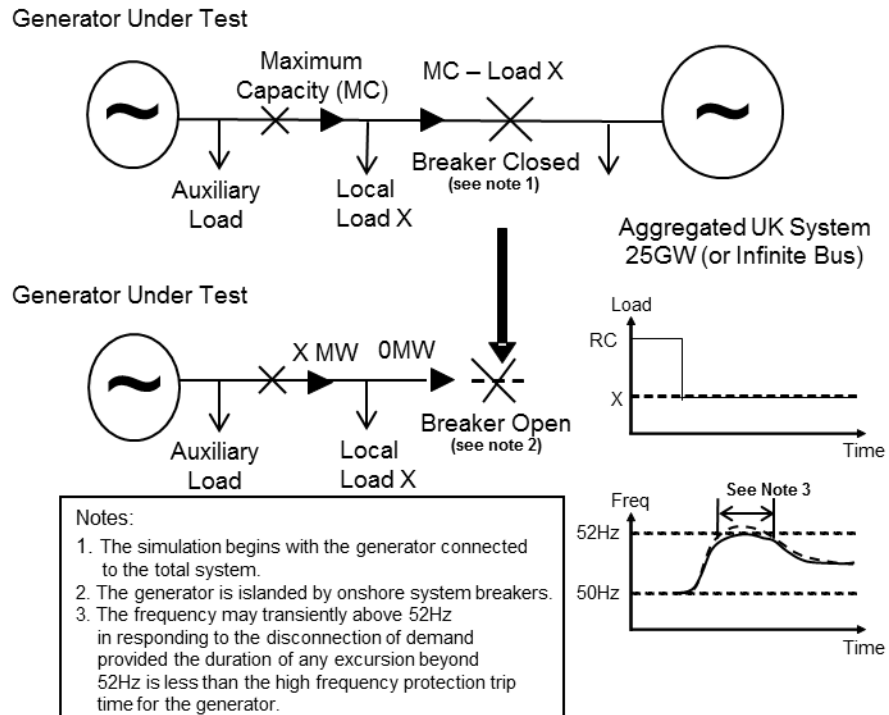 Generator Under Test
Maximum
Capacity (MC)
MC – Load X
~
~
Auxiliary
Load
Local
Load X
Breaker Closed
(see note 1)
Aggregated UK System
25GW (or Infinite Bus)
Generator Under Test
X MW
0MW
~
Auxiliary
Load
Local
Load X
Breaker Open
(see note 2)
Load
RC
X
Time
Freq
See Note 3
52Hz
50Hz
Time
Notes:
1. The simulation begins with the generator connected
to the total system.
2. The generator is islanded by onshore system breakers.
3. The frequency may transiently above 52Hz
in responding to the disconnection of demand
provided the duration of any excursion beyond
52Hz is less than the high frequency protection trip
time for the generator.